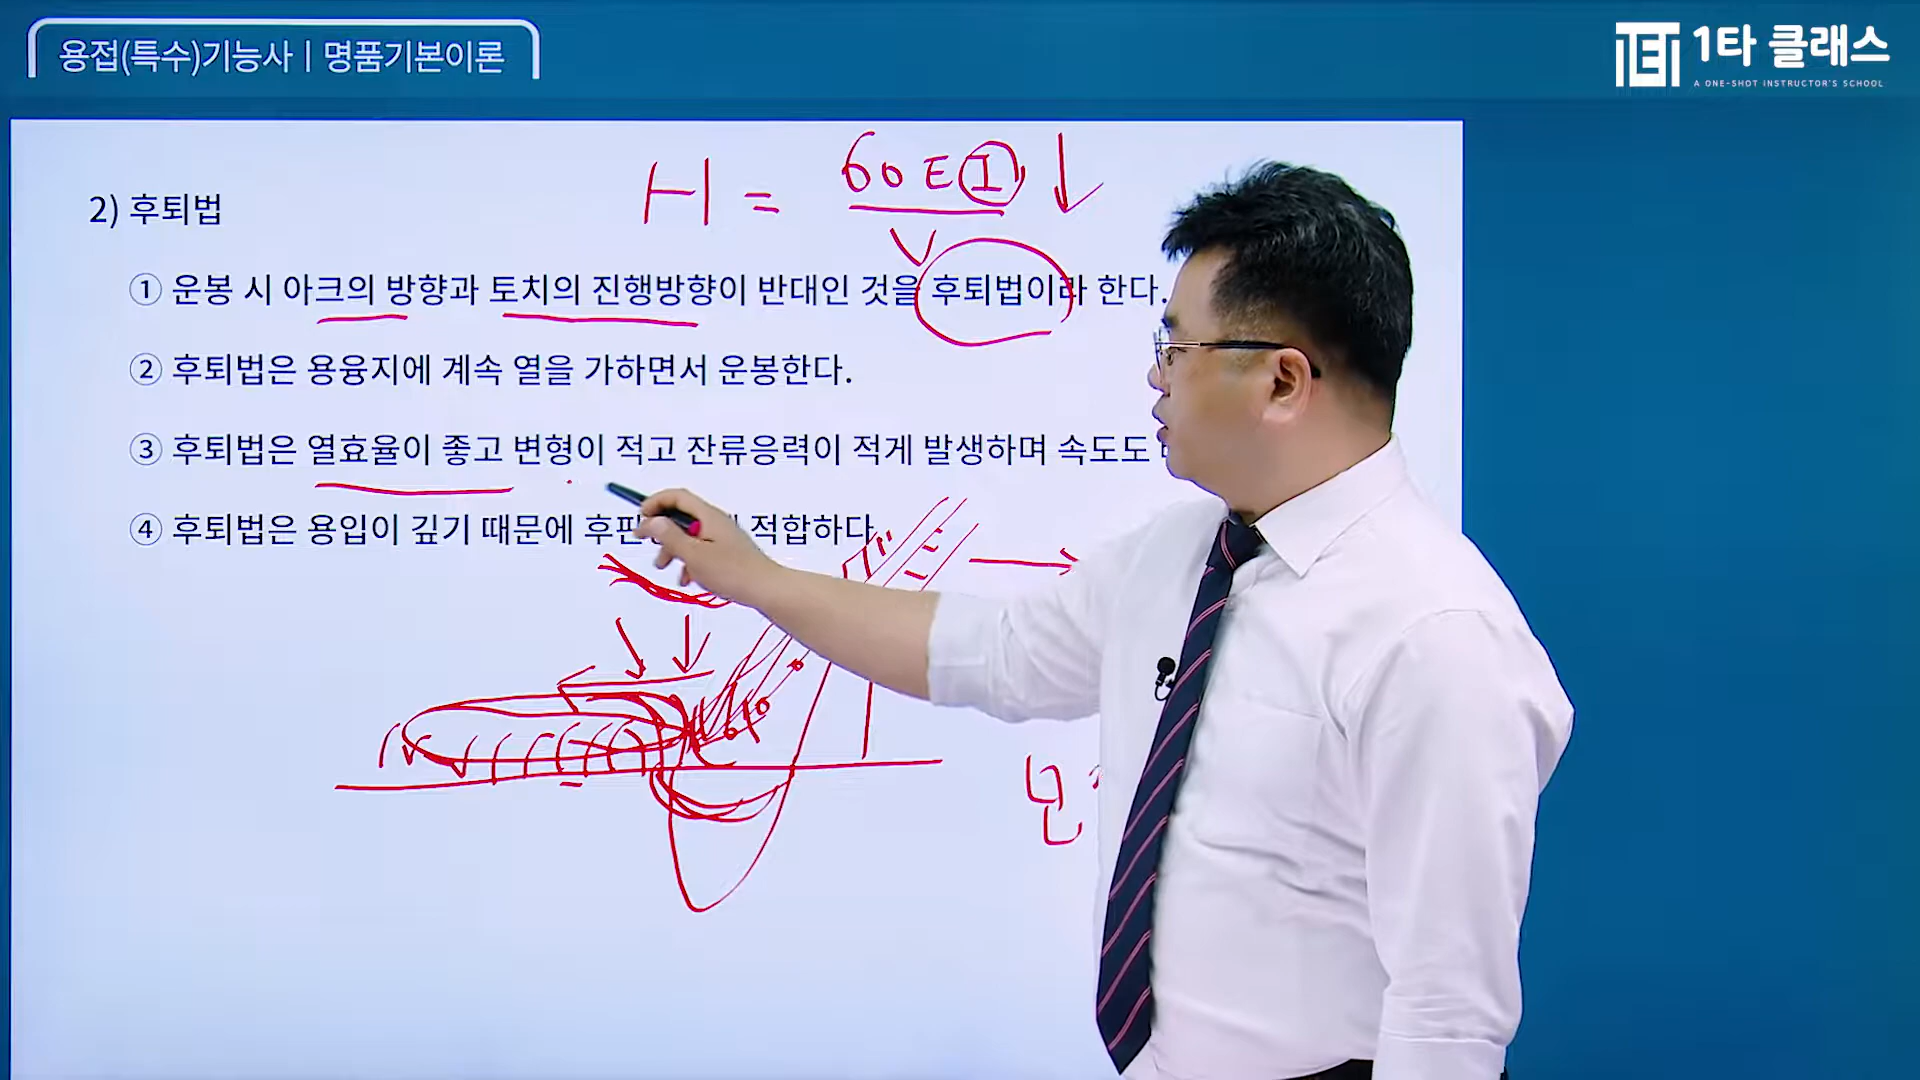 용접(특수)기능사 | 명품기본이론
1타 클래스
A ONE-SHOT INSTRUCTOR'S SCHOOL
H = 60 E I ↓
V
2) 후퇴법
① 운봉 시 아크의 방향과 토치의 진행방향이 반대인 것을 후퇴법이라 한다.
② 후퇴법은 용융지에 계속 열을 가하면서 운봉한다.
③ 후퇴법은 열효율이 좋고 변형이 적고 잔류응력이 적게 발생하며 속도도
④ 후퇴법은 용입이 깊기 때문에 후판 적합하다.
모